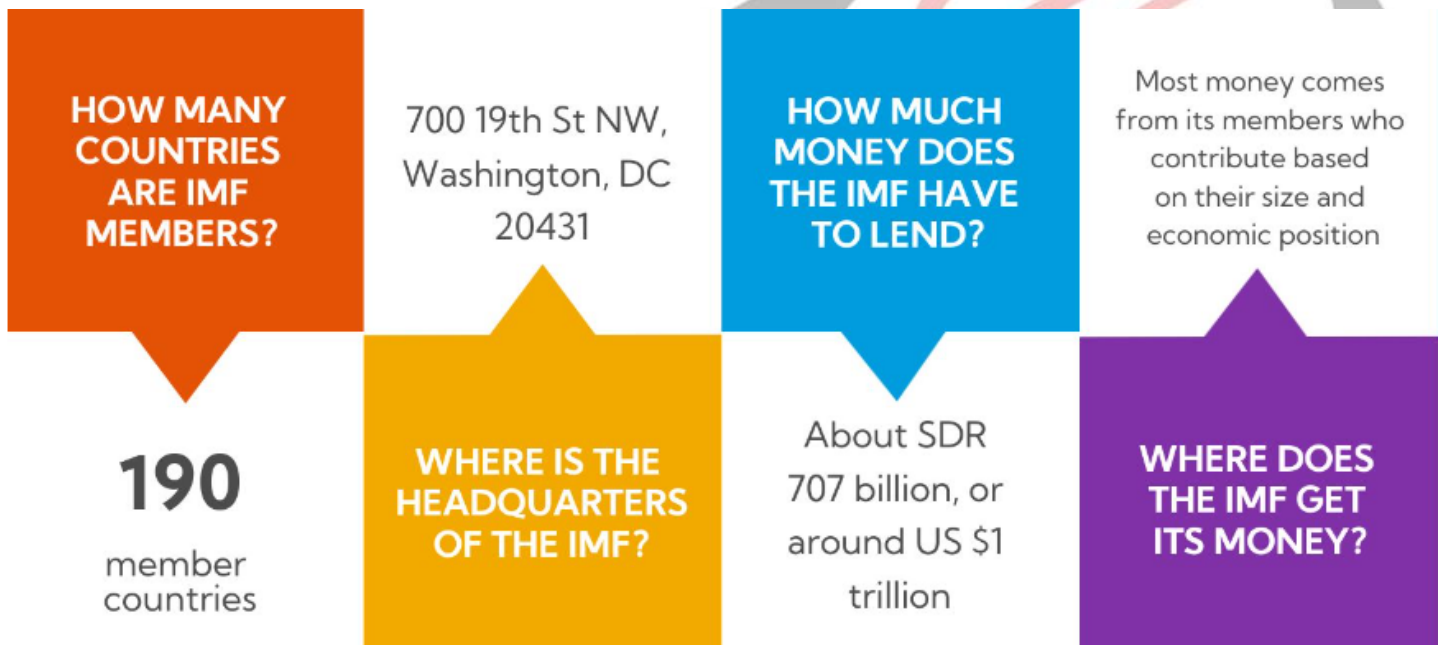 HOW MANY
COUNTRIES
ARE IMF
MEMBERS?
190
member
countries
700 19th St NW,
Washington, DC
20431
WHERE IS THE
HEADQUARTERS
OF THE IMF?
HOW MUCH
MONEY DOES
THE IMF HAVE
TO LEND?
About SDR
707 billion, or
around US $1
trillion
Most money comes
from its members who
contribute based
on their size and
economic position
WHERE DOES
THE IMF GET
ITS MONEY?